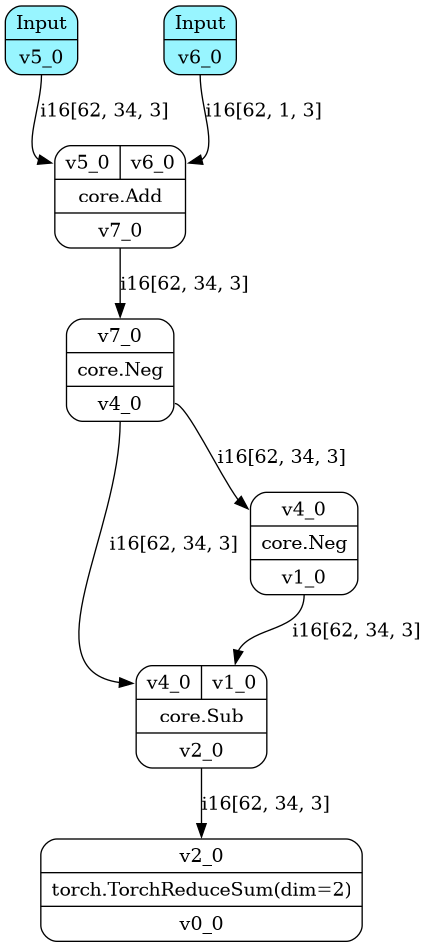 Input
v5_0
Input
v6_0
i16[62, 34, 3]
i16[62, 1, 3]
v5_0
v6_0
core.Add
v7_0
i16[62, 34, 3]
v7_0
core.Neg
v4_0
i16[62, 34, 3]
v4_0
core.Neg
v1_0
i16[62, 34, 3]
i16[62, 34, 3]
v4_0
v1_0
core.Sub
v2_0
i16[62, 34, 3]
v2_0
torch.TorchReduceSum(dim=2)
v0_0